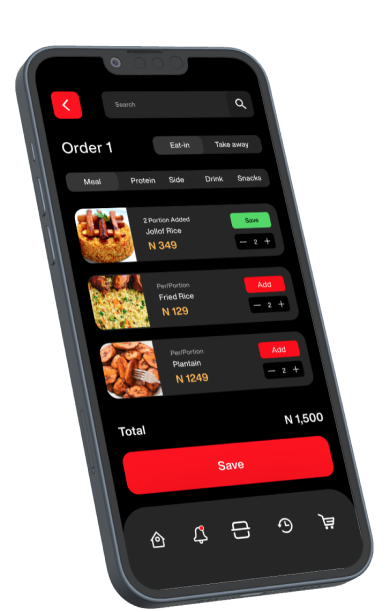 Search
Order 1
Eat-in Take away
Meal Protein Side Drink Snacks
2 Portion Added
Save
Jollof Rice
N 349
2
Per/Portion
Add
Fried Rice
N 129
2
Per/Portion
Add
Plantain
N 1249
2
Total N 1,500
Save